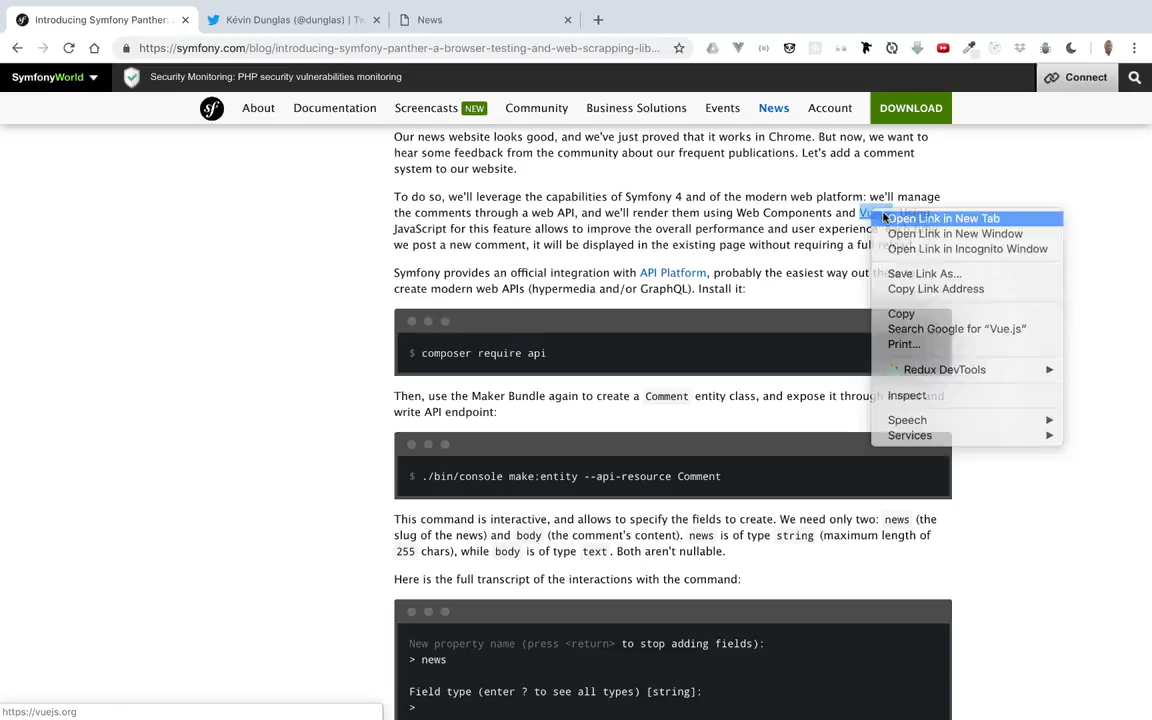 Introducing Symfony Panther:
Kévin Dunglas (@dunglas) | Tw
News
https://symfony.com/blog/introducing-symfony-panther-a-browser-testing-and-web-scrapping-lib...
SymfonyWorld
Security Monitoring: PHP security vulnerabilities monitoring
Connect
sf
About
Documentation
Screencasts NEW
Community
Business Solutions
Events
News
Account
DOWNLOAD
Our news website looks good, and we've just proved that it works in Chrome. But now, we want to
hear some feedback from the community about our frequent publications. Let's add a comment
system to our website.
To do so, we'll leverage the capabilities of Symfony 4 and of the modern web platform: we'll manage
the comments through a web API, and we'll render them using Web Components and
JavaScript for this feature allows to improve the overall performance and user experience
we post a new comment, it will be displayed in the existing page without requiring a full
Symfony provides an official integration with API Platform, probably the easiest way out
create modern web APIs (hypermedia and/or GraphQL). Install it:
$ composer require api
Then, use the Maker Bundle again to create a Comment entity class, and expose it through
write API endpoint:
$ ./bin/console make:entity --api-resource Comment
This command is interactive, and allows to specify the fields to create. We need only two: news (the
slug of the news) and body (the comment's content). news is of type string (maximum length of
255 chars), while body is of type text. Both aren't nullable.
Here is the full transcript of the interactions with the command:
New property name (press <return> to stop adding fields):
> news
Field type (enter ? to see all types) [string]:
>
Open Link in New Tab
Open Link in New Window
Open Link in Incognito Window
Save Link As...
Copy Link Address
Copy
Search Google for “Vue.js”
Print...
Redux DevTools
Inspect
Speech
Services
https://vuejs.org